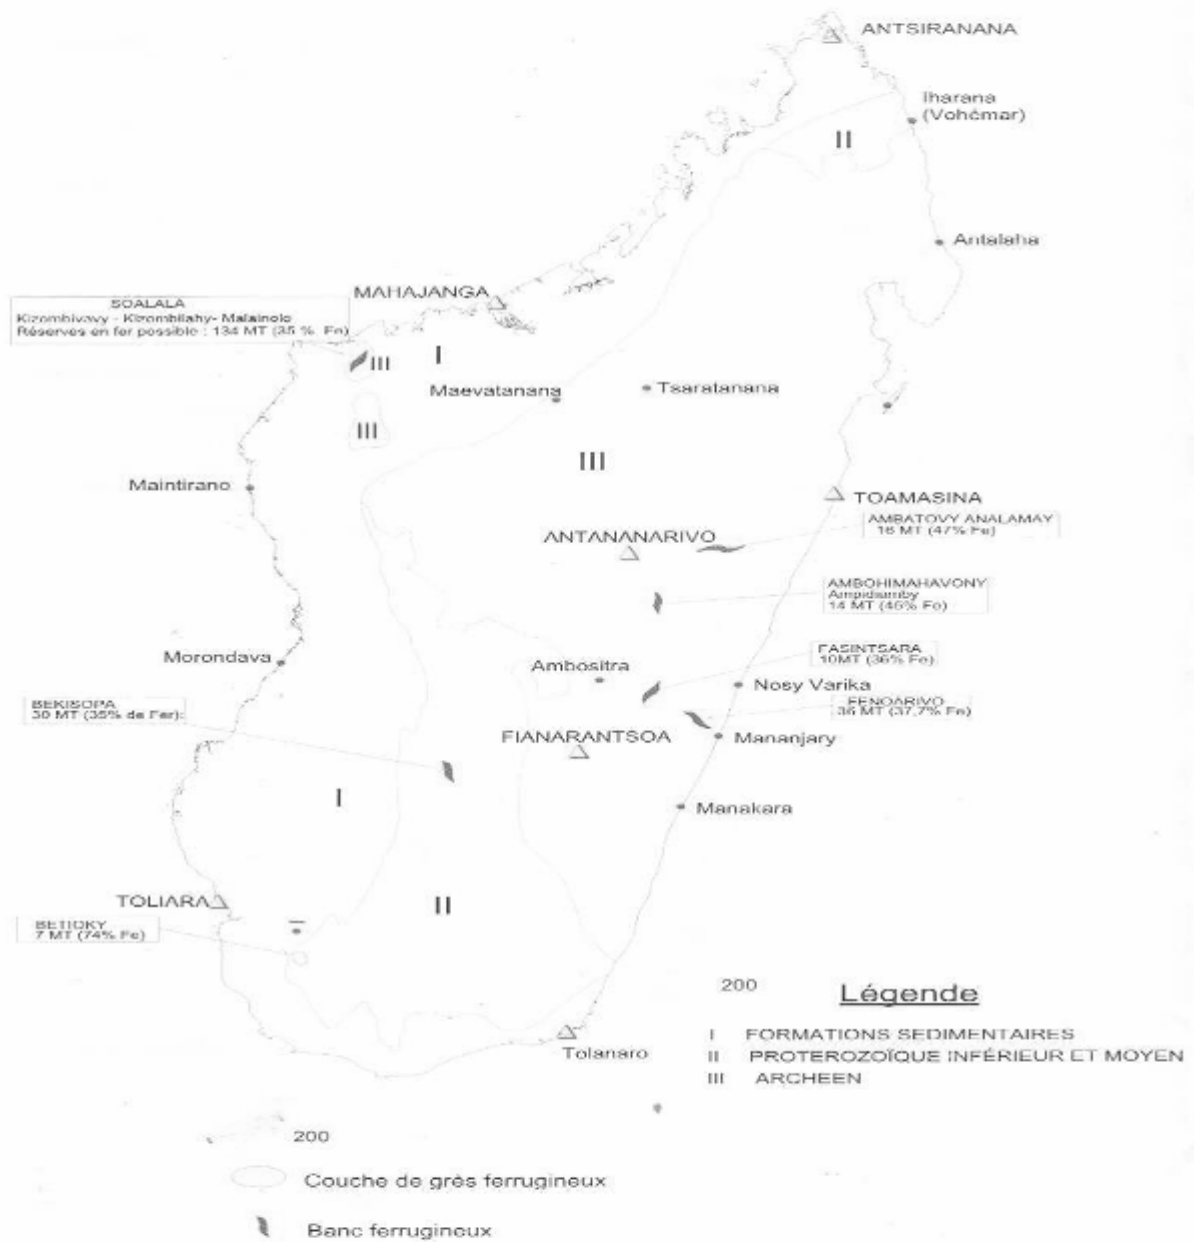 ANTSIRANANA
Iharana
(Vohémar)
II
Antalaha
MAHAJANGA
SOALALA
Kizombivavy - Kizombilahy- Malainolo
Réserves en fer possible : 134 MT (35 % Fe)
III
I
Maevatanana
Tsaratanana
III
III
Maintirano
TOAMASINA
AMBATOVY ANALAMAY
16 MT (47% Fe)
ANTANANARIVO
AMBOHIMAHAVONY
Ampidiamby
14 MT (45% Fe)
FASINTSARA
10MT (36% Fe)
Morondava
Ambositra
Nosy Varika
BEKISOPA
30 MT (35% de Fer):
FENOARIVO
36 MT (37,7% Fe)
FIANARANTSOA
Mananjary
I
Manakara
TOLIARA
II
BETIOKY
7 MT (74% Fe)
200
Légende
I FORMATIONS SEDIMENTAIRES
II PROTEROZOÏQUE INFÉRIEUR ET MOYEN
III ARCHEEN
Tolanaro
200
Couche de grès ferrugineux
Banc ferrugineux